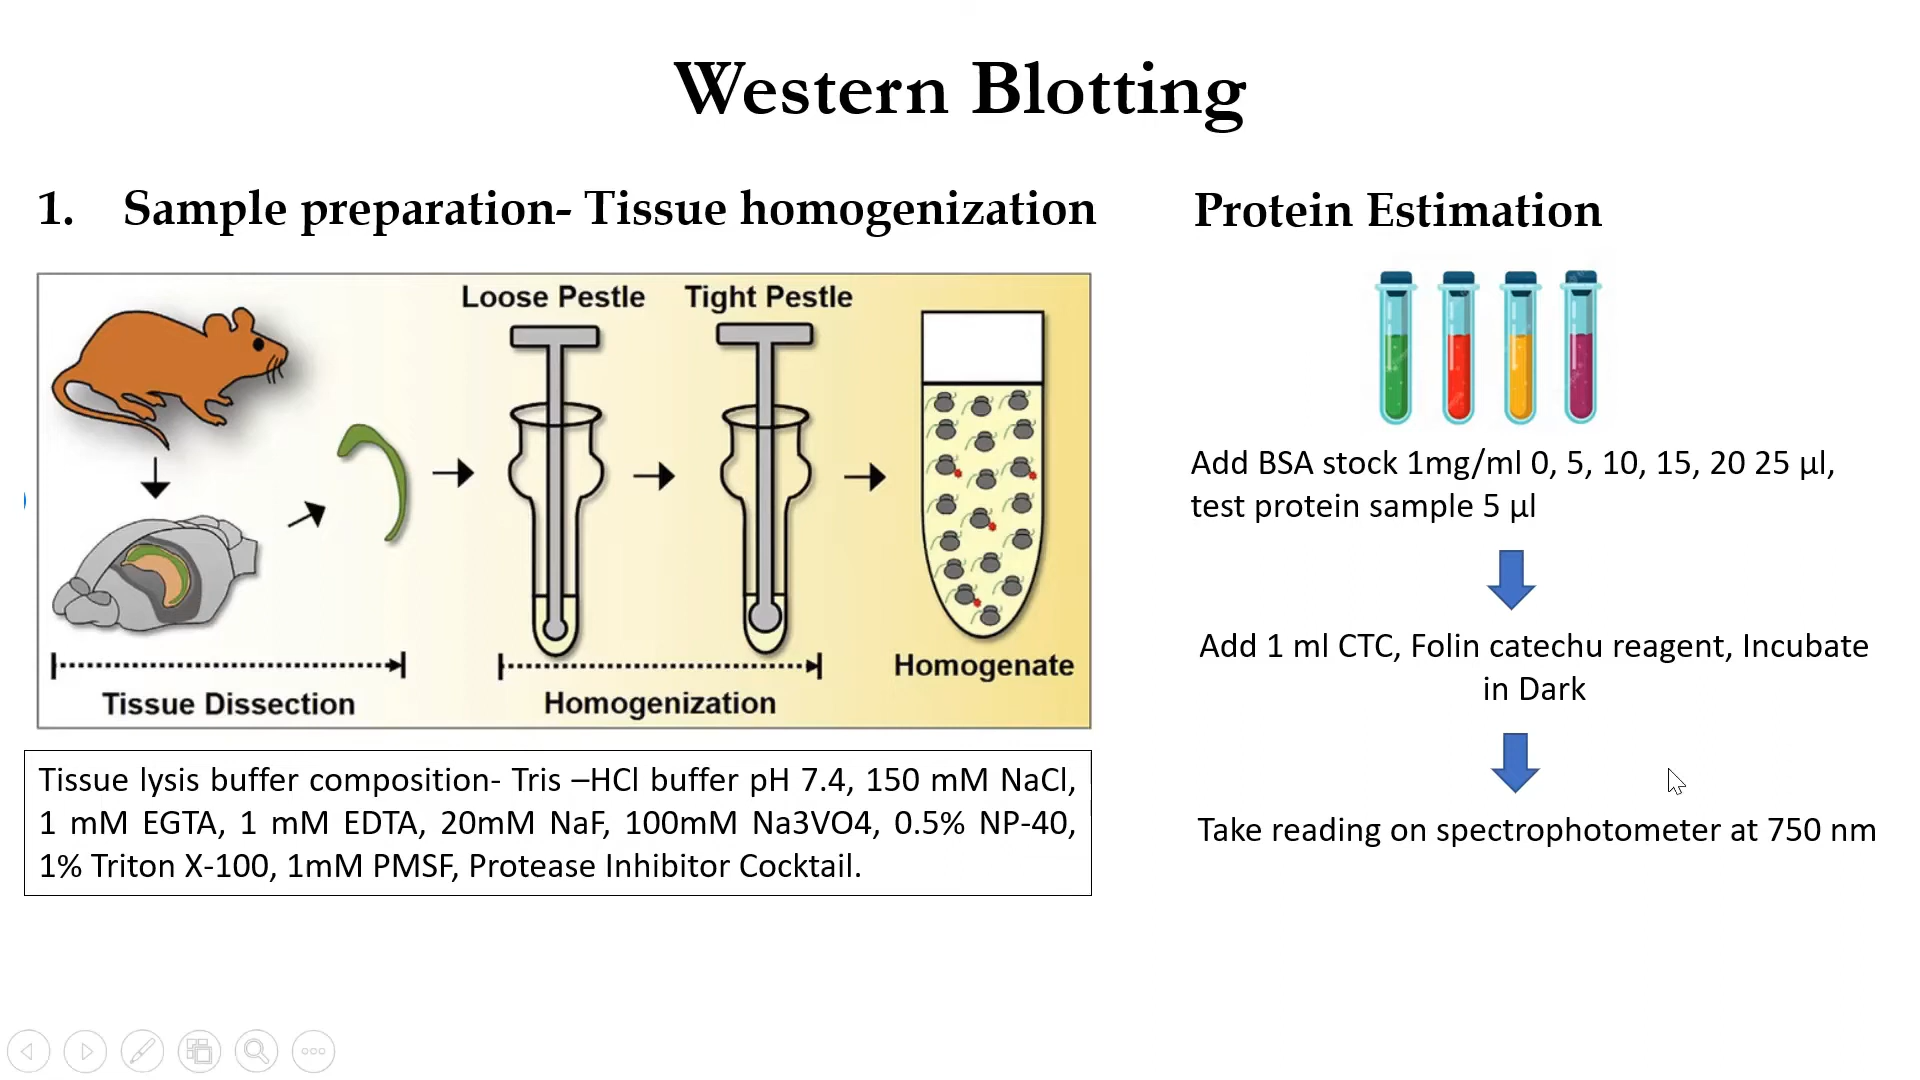 Western Blotting
1. Sample preparation- Tissue homogenization
Loose Pestle
Tight Pestle
Tissue Dissection
Homogenization
Homogenate
Tissue lysis buffer composition- Tris –HCl buffer pH 7.4, 150 mM NaCl,
1 mM EGTA, 1 mM EDTA, 20mM NaF, 100mM Na3VO4, 0.5% NP-40,
1% Triton X-100, 1mM PMSF, Protease Inhibitor Cocktail.
Protein Estimation
Add BSA stock 1mg/ml 0, 5, 10, 15, 20 25 µl,
test protein sample 5 µl
Add 1 ml CTC, Folin catechu reagent, Incubate
in Dark
Take reading on spectrophotometer at 750 nm